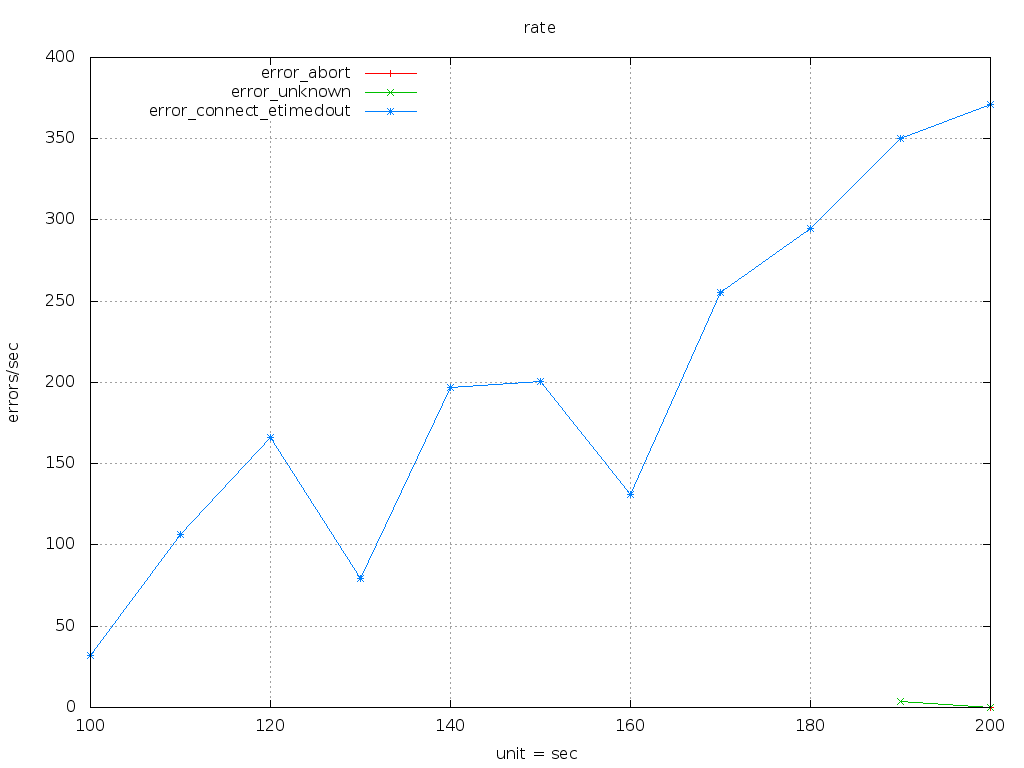 rate
400
350
300
250
200
150
100
50
0
errors/sec
error_abort
error_unknown
error_connect_etimedout
100 120 140 160 180 200
unit = sec